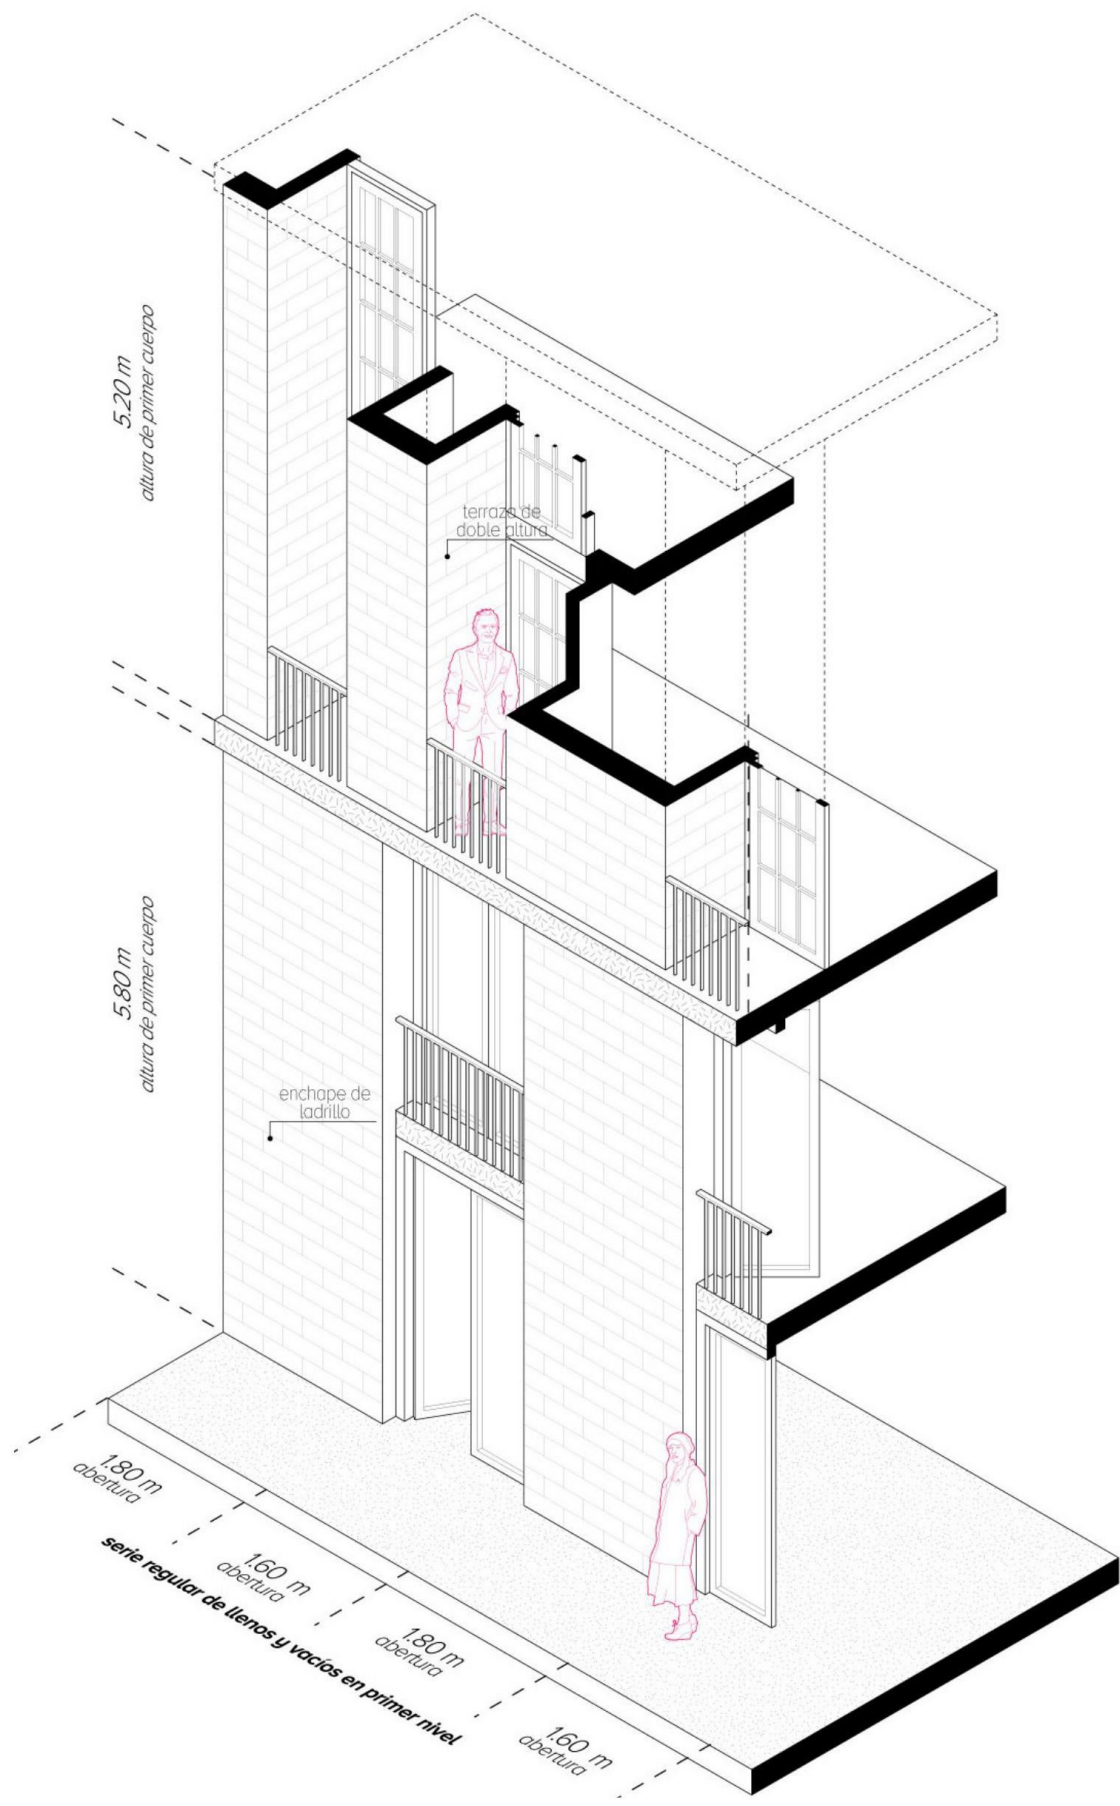 5.20 m
altura de primer cuerpo
terraza de
doble altura
5.80 m
altura de primer cuerpo
enchape de
ladrillo
1.80 m
abertura
1.60 m
abertura
1.80 m
abertura
1.60 m
abertura
serie regular de llenos y vacíos en primer nivel